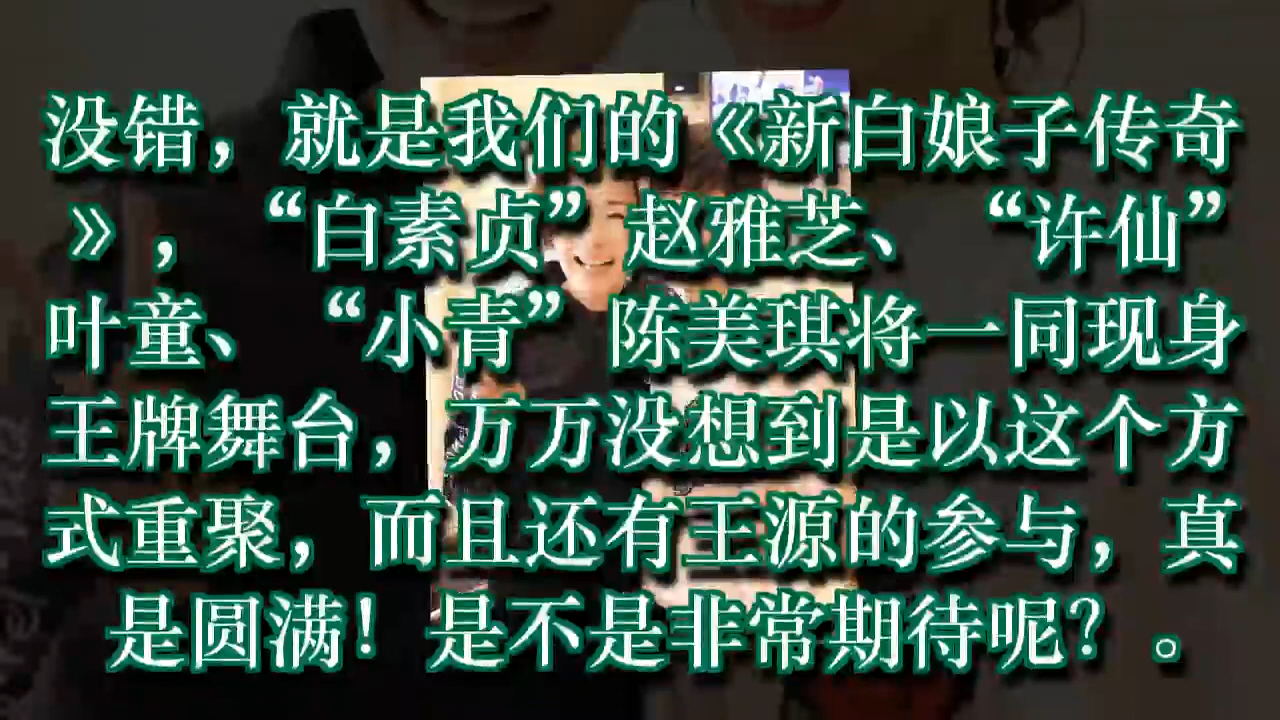 没错，就是我们的《新白娘子传奇
》，“白素贞”赵雅芝、“许仙”
叶童、“小青”陈美琪将一同现身
王牌舞台，万万没想到是以这个方
式重聚，而且还有王源的参与，真
是圆满！是不是非常期待呢？。